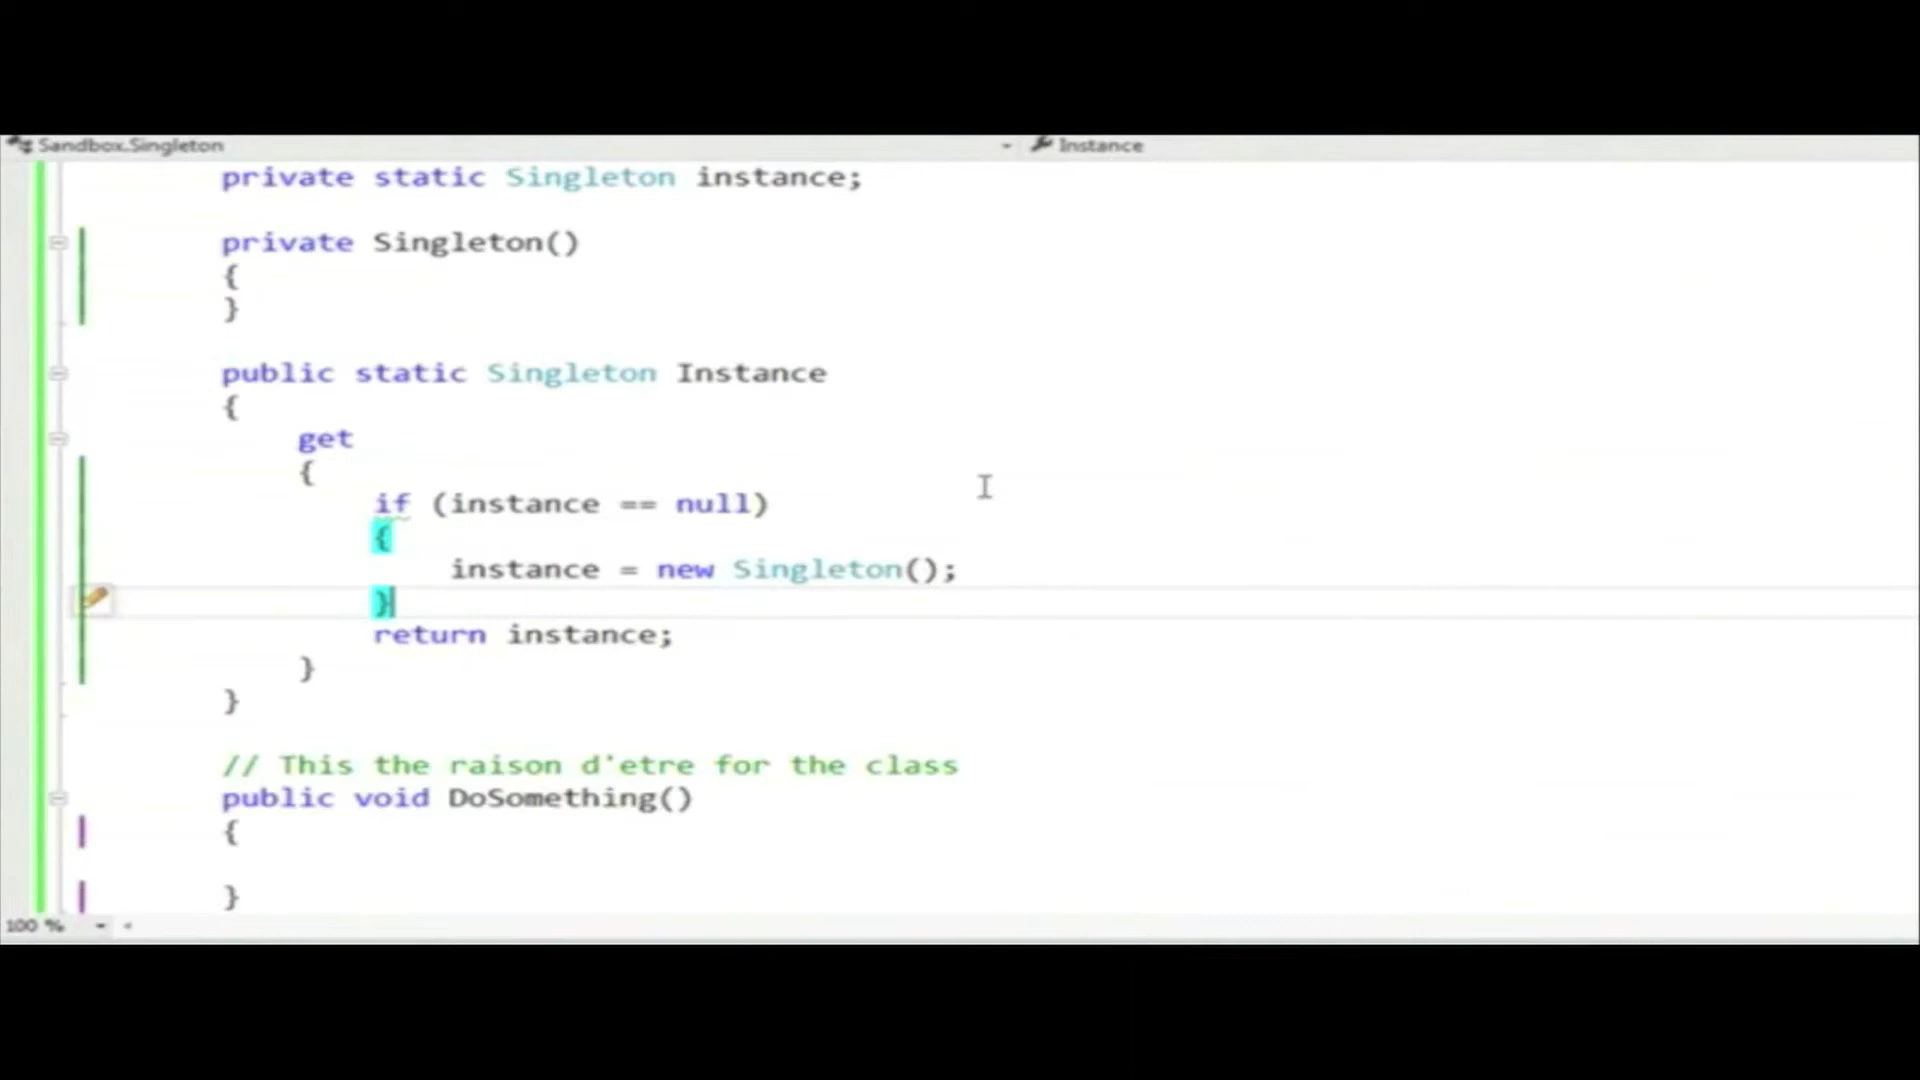 Sandbox.Singleton
Instance
private static Singleton instance;
private Singleton()
{
}
public static Singleton Instance
{
get
{
if (instance == null)
{
instance = new Singleton();
}
return instance;
}
}
// This the raison d'etre for the class
public void DoSomething()
{
}
100 %